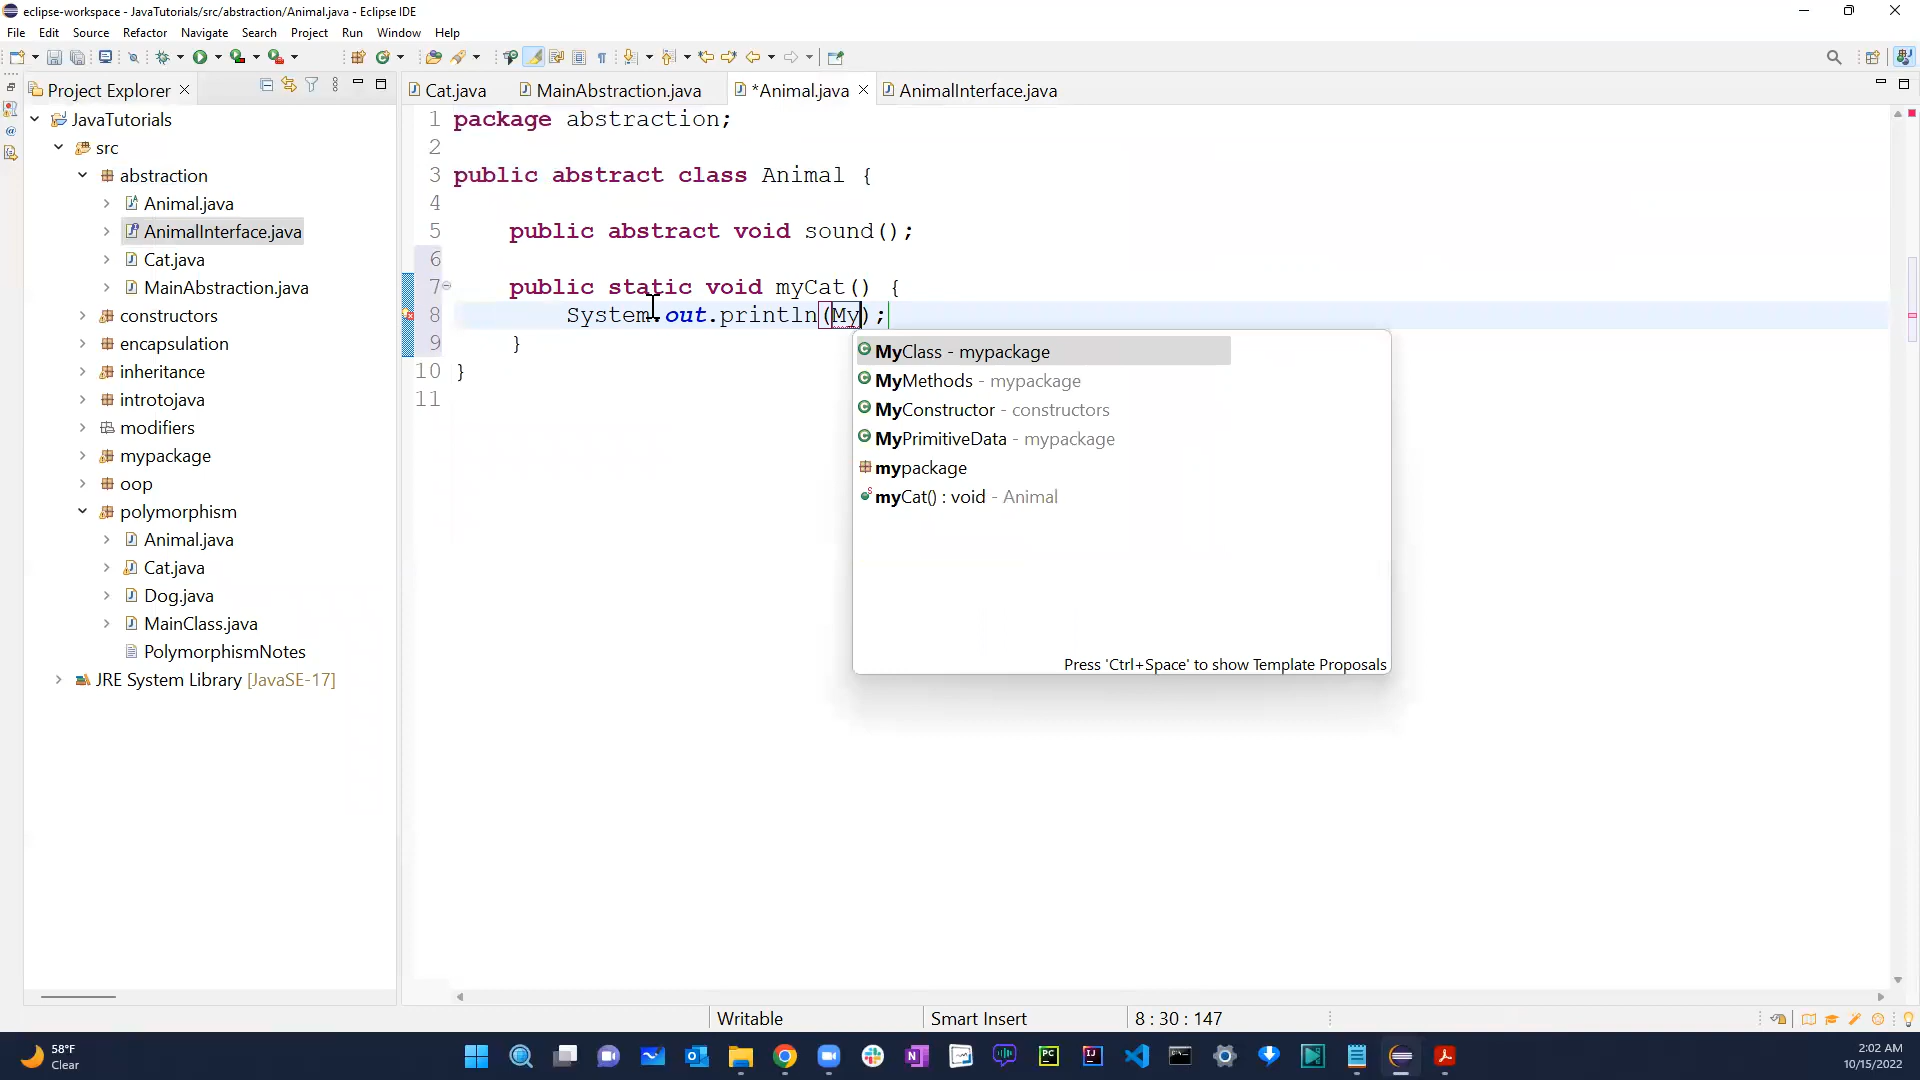 eclipse-workspace - JavaTutorials/src/abstraction/Animal.java - Eclipse IDE
File Edit Source Refactor Navigate Search Project Run Window Help
Project Explorer
Cat.java MainAbstraction.java *Animal.java AnimalInterface.java
JavaTutorials
src
abstraction
Animal.java
AnimalInterface.java
Cat.java
MainAbstraction.java
constructors
encapsulation
inheritance
introtojava
modifiers
mypackage
oop
polymorphism
Animal.java
Cat.java
Dog.java
MainClass.java
PolymorphismNotes
JRE System Library [JavaSE-17]
1 package abstraction;
2
3 public abstract class Animal {
4
5 public abstract void sound();
6
7 public static void myCat() {
8 System.out.println(My);
9 }
10 }
11
MyClass - mypackage
MyMethods - mypackage
MyConstructor - constructors
MyPrimitiveData - mypackage
mypackage
myCat() : void - Animal
Press 'Ctrl+Space' to show Template Proposals
Writable Smart Insert 8 : 30 : 147
58°F
Clear
2:02 AM
10/15/2022